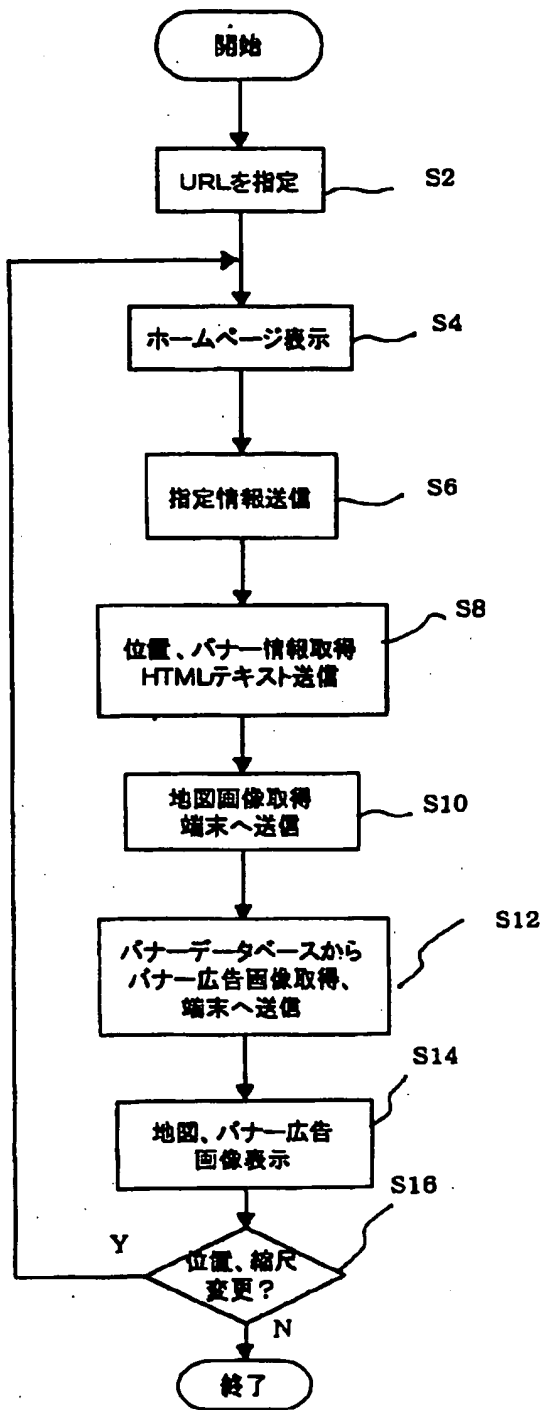 開始
URLを指定
S2
ホームページ表示
S4
指定情報送信
S6
位置、バナー情報取得
HTMLテキスト送信
S8
地図画像取得
端末へ送信
S10
バナーデータベースから
バナー広告画像取得、
端末へ送信
S12
地図、バナー広告
画像表示
S14
位置、縮尺
変更?
S16
Y
N
終了